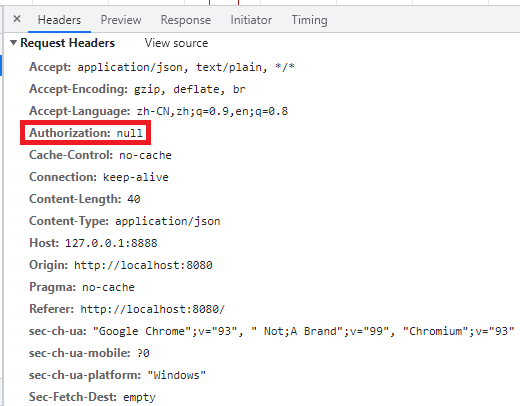 × Headers Preview Response Initiator Timing
▼ Request Headers View source
Accept: application/json, text/plain, */*
Accept-Encoding: gzip, deflate, br
Accept-Language: zh-CN,zh;q=0.9,en;q=0.8
Authorization: null
Cache-Control: no-cache
Connection: keep-alive
Content-Length: 40
Content-Type: application/json
Host: 127.0.0.1:8888
Origin: http://localhost:8080
Pragma: no-cache
Referer: http://localhost:8080/
sec-ch-ua: "Google Chrome";v="93", " Not;A Brand";v="99", "Chromium";v="93"
sec-ch-ua-mobile: ?0
sec-ch-ua-platform: "Windows"
Sec-Fetch-Dest: empty